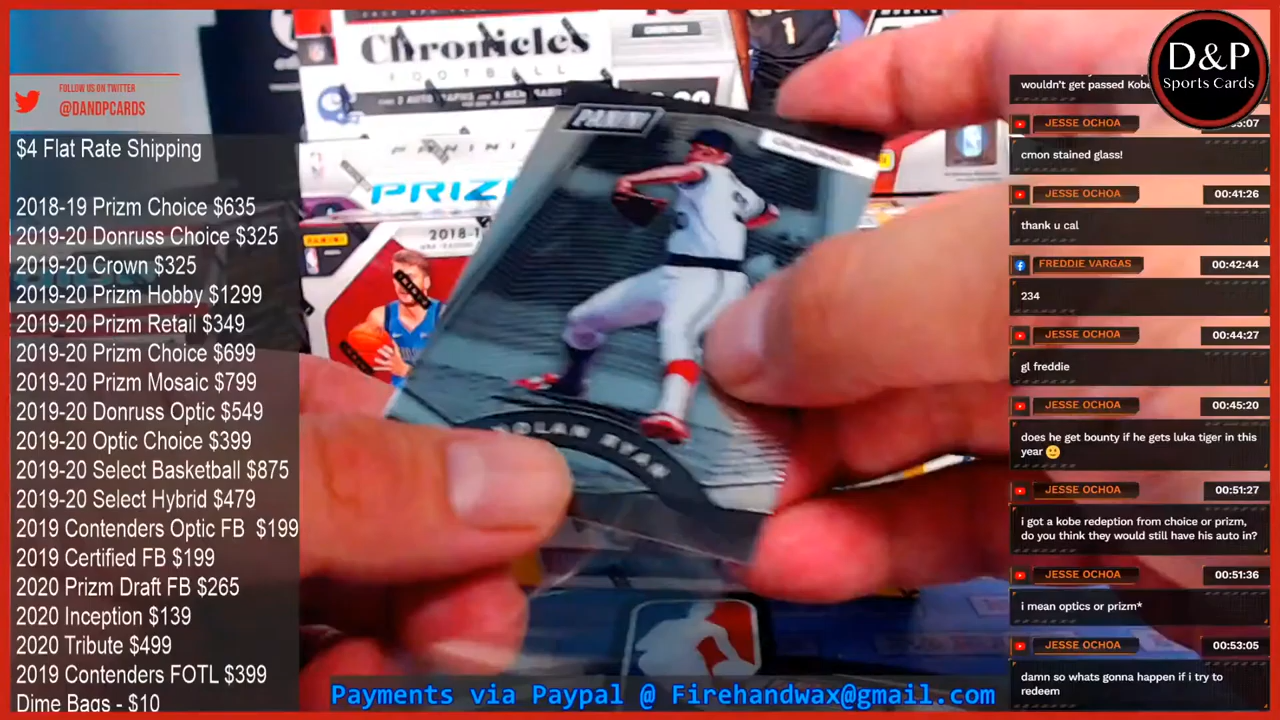 FOLLOW US ON TWITTER
@DANDPCARDS
$4 Flat Rate Shipping
2018-19 Prizm Choice $635
2019-20 Donruss Choice $325
2019-20 Crown $325
2019-20 Prizm Hobby $1299
2019-20 Prizm Retail $349
2019-20 Prizm Choice $699
2019-20 Prizm Mosaic $799
2019-20 Donruss Optic $549
2019-20 Optic Choice $399
2019-20 Select Basketball $875
2019-20 Select Hybrid $479
2019 Contenders Optic FB $199
2019 Certified FB $199
2020 Prizm Draft FB $265
2020 Inception $139
2020 Tribute $499
2019 Contenders FOTL $399
Dime Bags - $10
Chronicles
FOOTBALL
PANINI
PRIZM
2018-1
PANINI
CALIFORNIA
NOLAN RYAN
Payments via Paypal @ Firehandwax@gmail.com
D&P
Sports Cards
wouldn't get passed Kobe
JESSE OCHOA
cmon stained glass!
JESSE OCHOA 00:41:26
thank u cal
FREDDIE VARGAS 00:42:44
234
JESSE OCHOA 00:44:27
gl freddie
JESSE OCHOA 00:45:20
does he get bounty if he gets luka tiger in this
year 🙂
JESSE OCHOA 00:51:27
i got a kobe redeption from choice or prizm,
do you think they would still have his auto in?
JESSE OCHOA 00:51:36
i mean optics or prizm*
JESSE OCHOA 00:53:05
damn so whats gonna happen if i try to
redeem